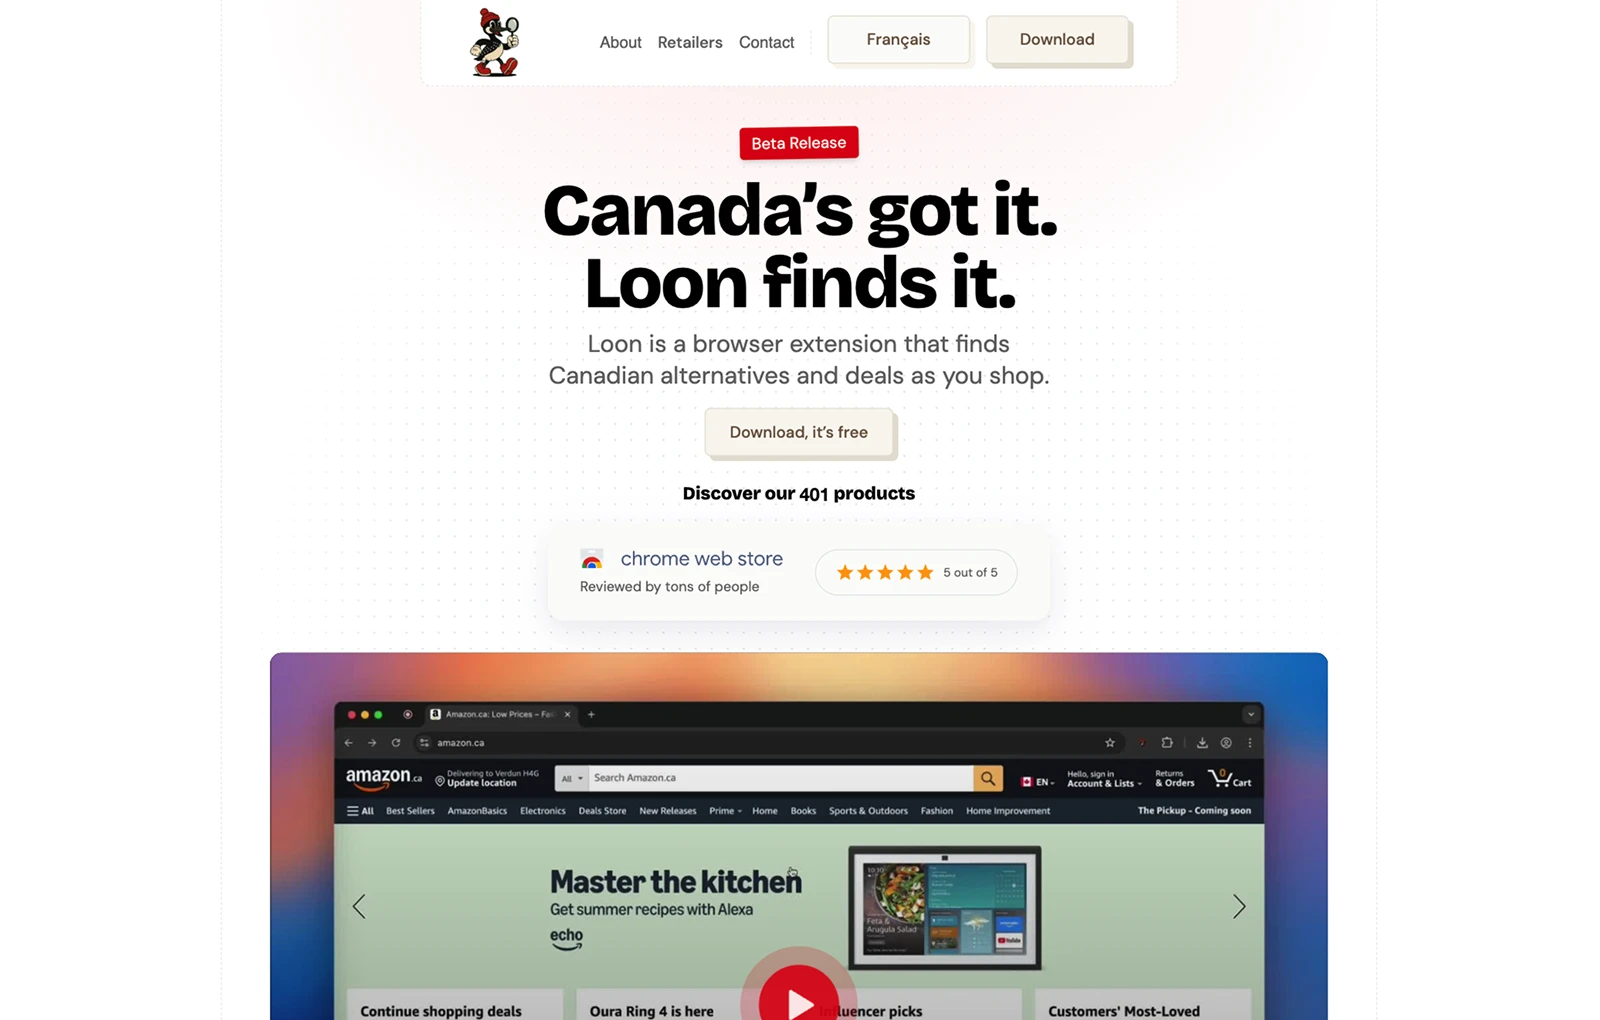 About Retailers Contact Français Download
Beta Release
Canada's got it.
Loon finds it.
Loon is a browser extension that finds
Canadian alternatives and deals as you shop.
Download, it's free
Discover our 401 products
chrome web store
Reviewed by tons of people
5 out of 5
Amazon.ca: Low Prices – Fas
amazon.ca
amazon.ca
Delivering to Verdun H4G
Update location
All
Search Amazon.ca
EN
Hello, sign in
Account & Lists
Returns
& Orders
0
Cart
All Best Sellers AmazonBasics Electronics Deals Store New Releases Prime Home Books Sports & Outdoors Fashion Home Improvement The Pickup - Coming soon
Master the kitchen
Get summer recipes with Alexa
echo
10:10
Feta &
Arugula Salad
YouTube
Continue shopping deals
Oura Ring 4 is here
Influencer picks
Customers' Most-Loved